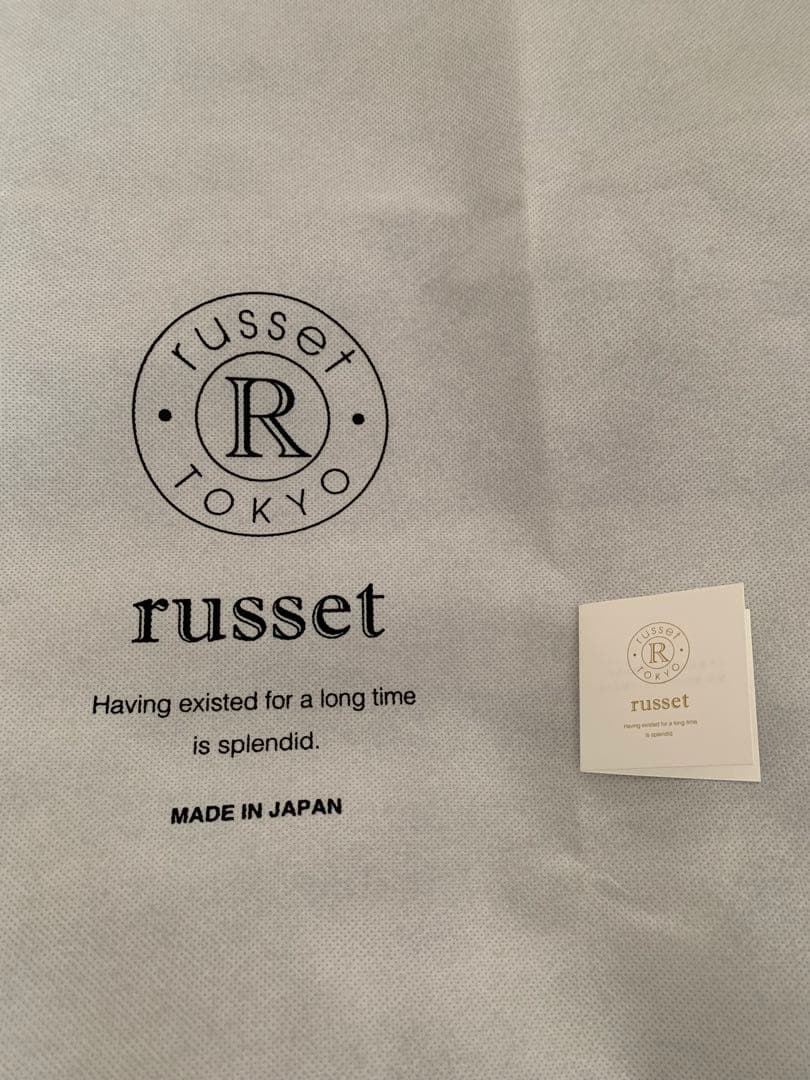 russet
R
TOKYO
russet
Having existed for a long time
is splendid.
MADE IN JAPAN
russet
R
TOKYO
russet
Having existed for a long time
is splendid.